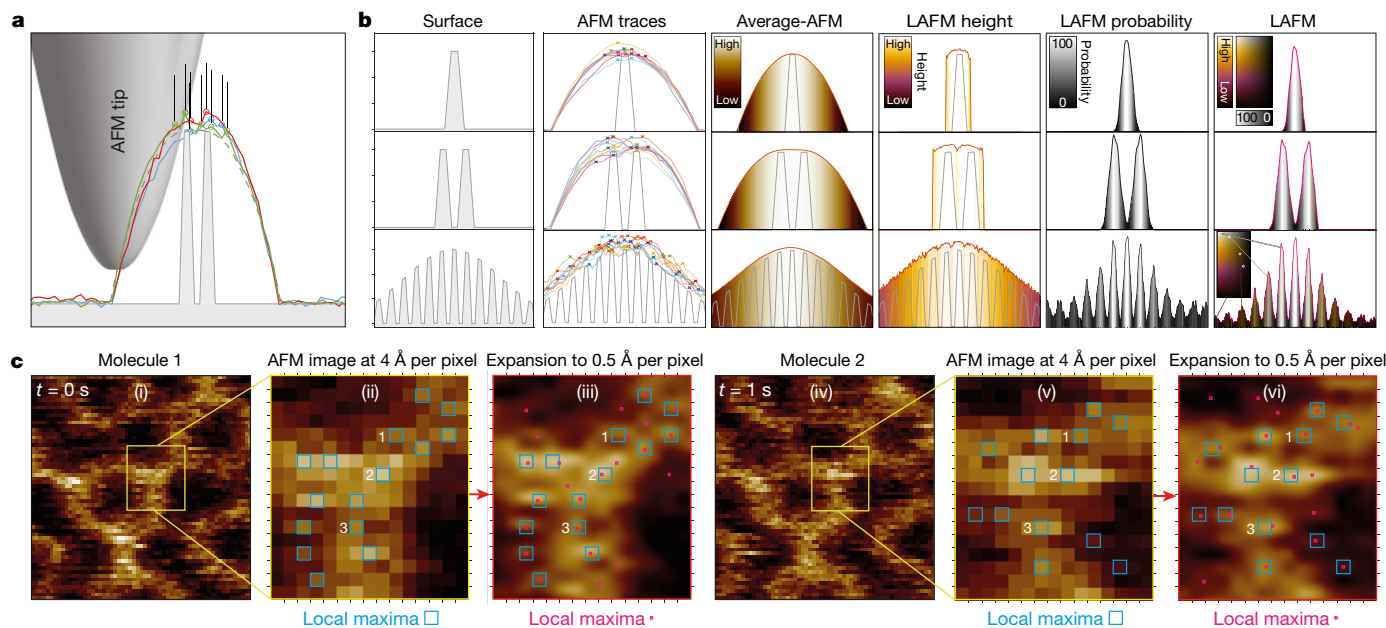 a
AFM tip
b
Surface
AFM traces
Average-AFM
LAFM height
LAFM probability
LAFM
High
Low
High
Low
Height
100
0
Probability
High
Low
100 0
c
Molecule 1
AFM image at 4 Å per pixel
Expansion to 0.5 Å per pixel
Molecule 2
AFM image at 4 Å per pixel
Expansion to 0.5 Å per pixel
t = 0 s
(i)
(ii)
1
2
3
(iii)
1
2
3
t = 1 s
(iv)
(v)
1
2
3
(vi)
1
2
3
Local maxima
Local maxima
Local maxima
Local maxima